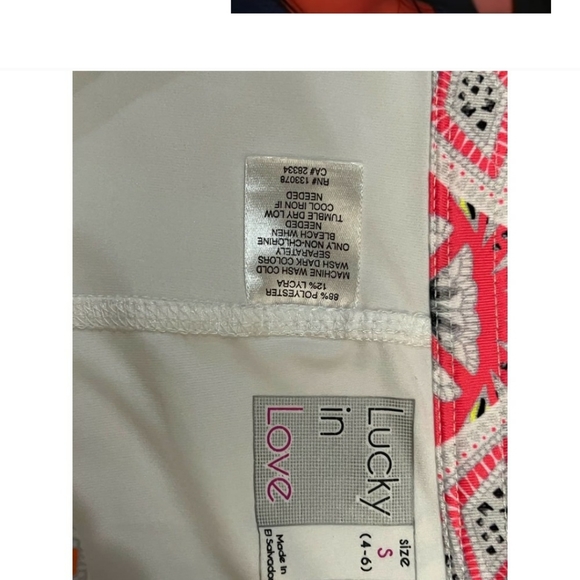 88% POLYESTER
12% LYCRA
MACHINE WASH COLD
WASH DARK COLORS
SEPARATELY
ONLY NON-CHLORINE
BLEACH WHEN
NEEDED
TUMBLE DRY LOW
COOL IRON IF
NEEDED
RN# 133078
CA# 28334
Lucky
in
Love
size
S
(4-6)
Made in
El Salvador